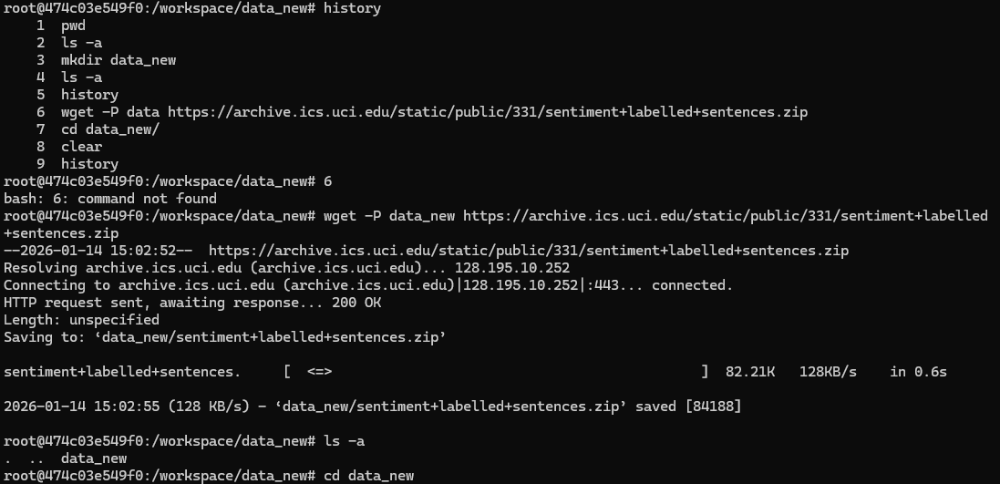 root@474c03e549f0:/workspace/data_new# history
    1  pwd
    2  ls -a
    3  mkdir data_new
    4  ls -a
    5  history
    6  wget -P data https://archive.ics.uci.edu/static/public/331/sentiment+labelled+sentences.zip
    7  cd data_new/
    8  clear
    9  history
root@474c03e549f0:/workspace/data_new# 6
bash: 6: command not found
root@474c03e549f0:/workspace/data_new# wget -P data_new https://archive.ics.uci.edu/static/public/331/sentiment+labelled
+sentences.zip
--2026-01-14 15:02:52--  https://archive.ics.uci.edu/static/public/331/sentiment+labelled+sentences.zip
Resolving archive.ics.uci.edu (archive.ics.uci.edu)... 128.195.10.252
Connecting to archive.ics.uci.edu (archive.ics.uci.edu)|128.195.10.252|:443... connected.
HTTP request sent, awaiting response... 200 OK
Length: unspecified
Saving to: ‘data_new/sentiment+labelled+sentences.zip’
sentiment+labelled+sentences.     [  <=>                                             ]  82.21K   128KB/s    in 0.6s
2026-01-14 15:02:55 (128 KB/s) - ‘data_new/sentiment+labelled+sentences.zip’ saved [84188]
root@474c03e549f0:/workspace/data_new# ls -a
.  ..  data_new
root@474c03e549f0:/workspace/data_new# cd data_new